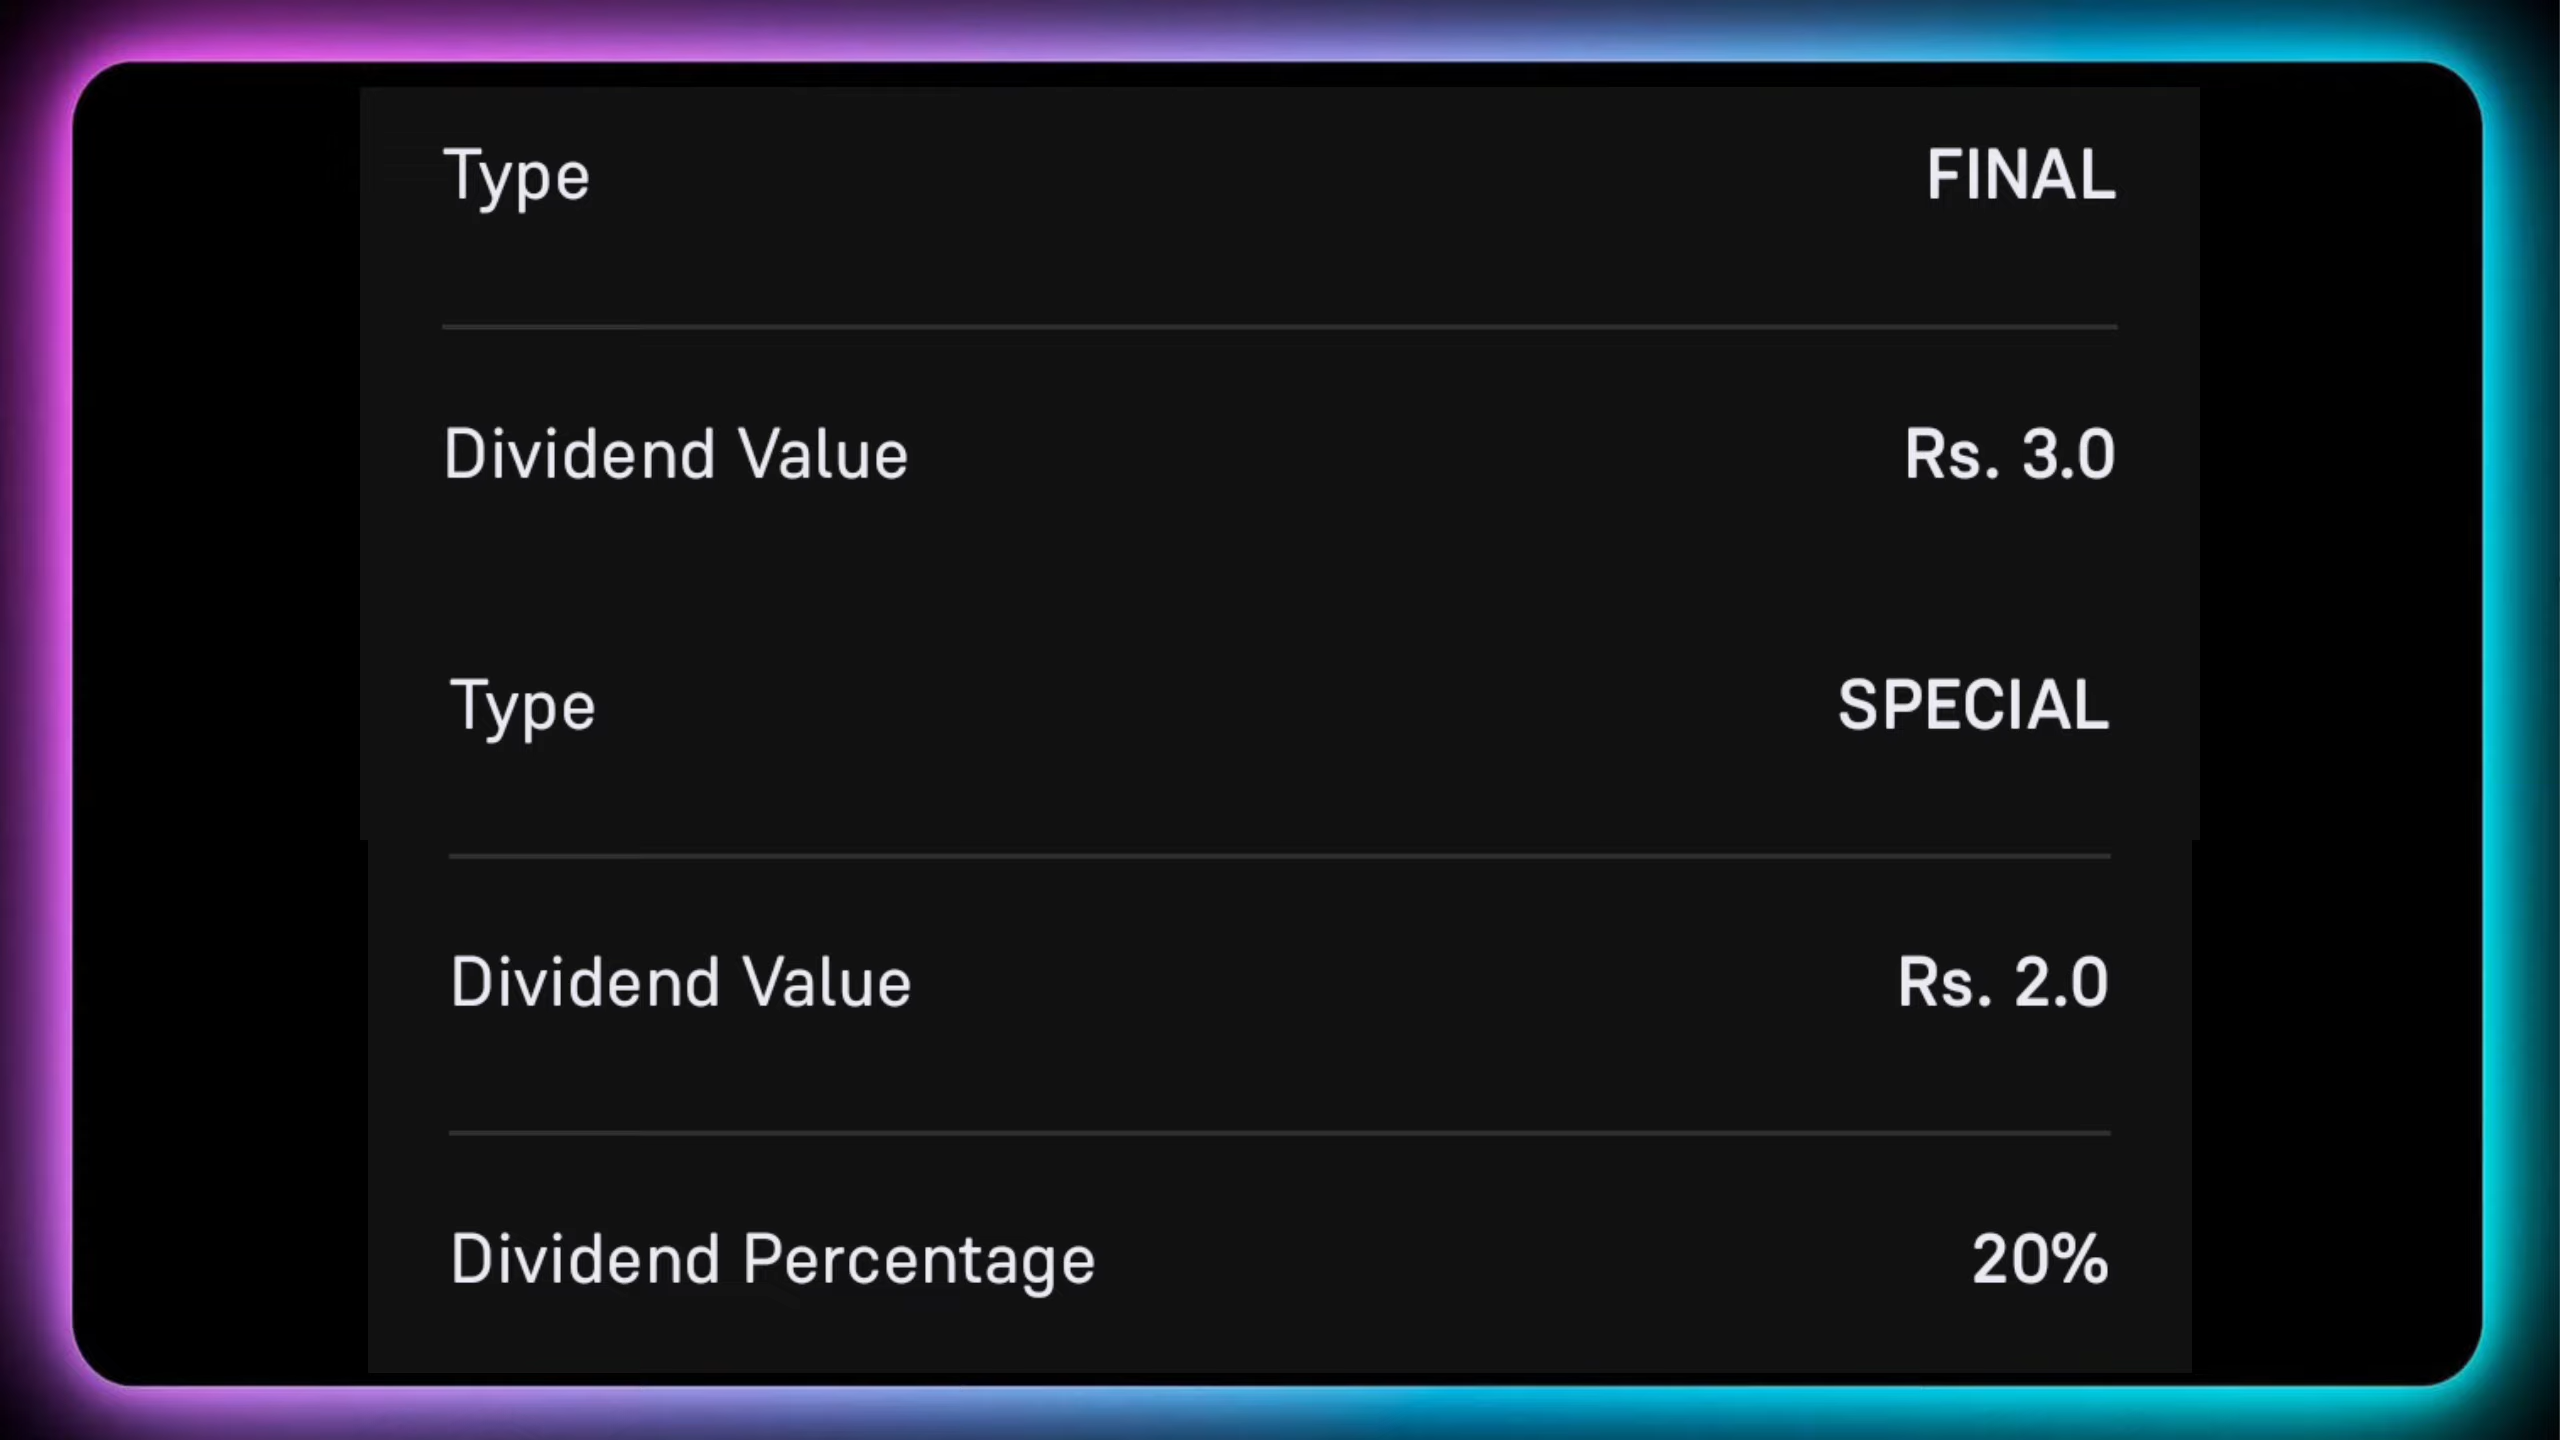 Type FINAL
Dividend Value Rs. 3.0
Type SPECIAL
Dividend Value Rs. 2.0
Dividend Percentage 20%